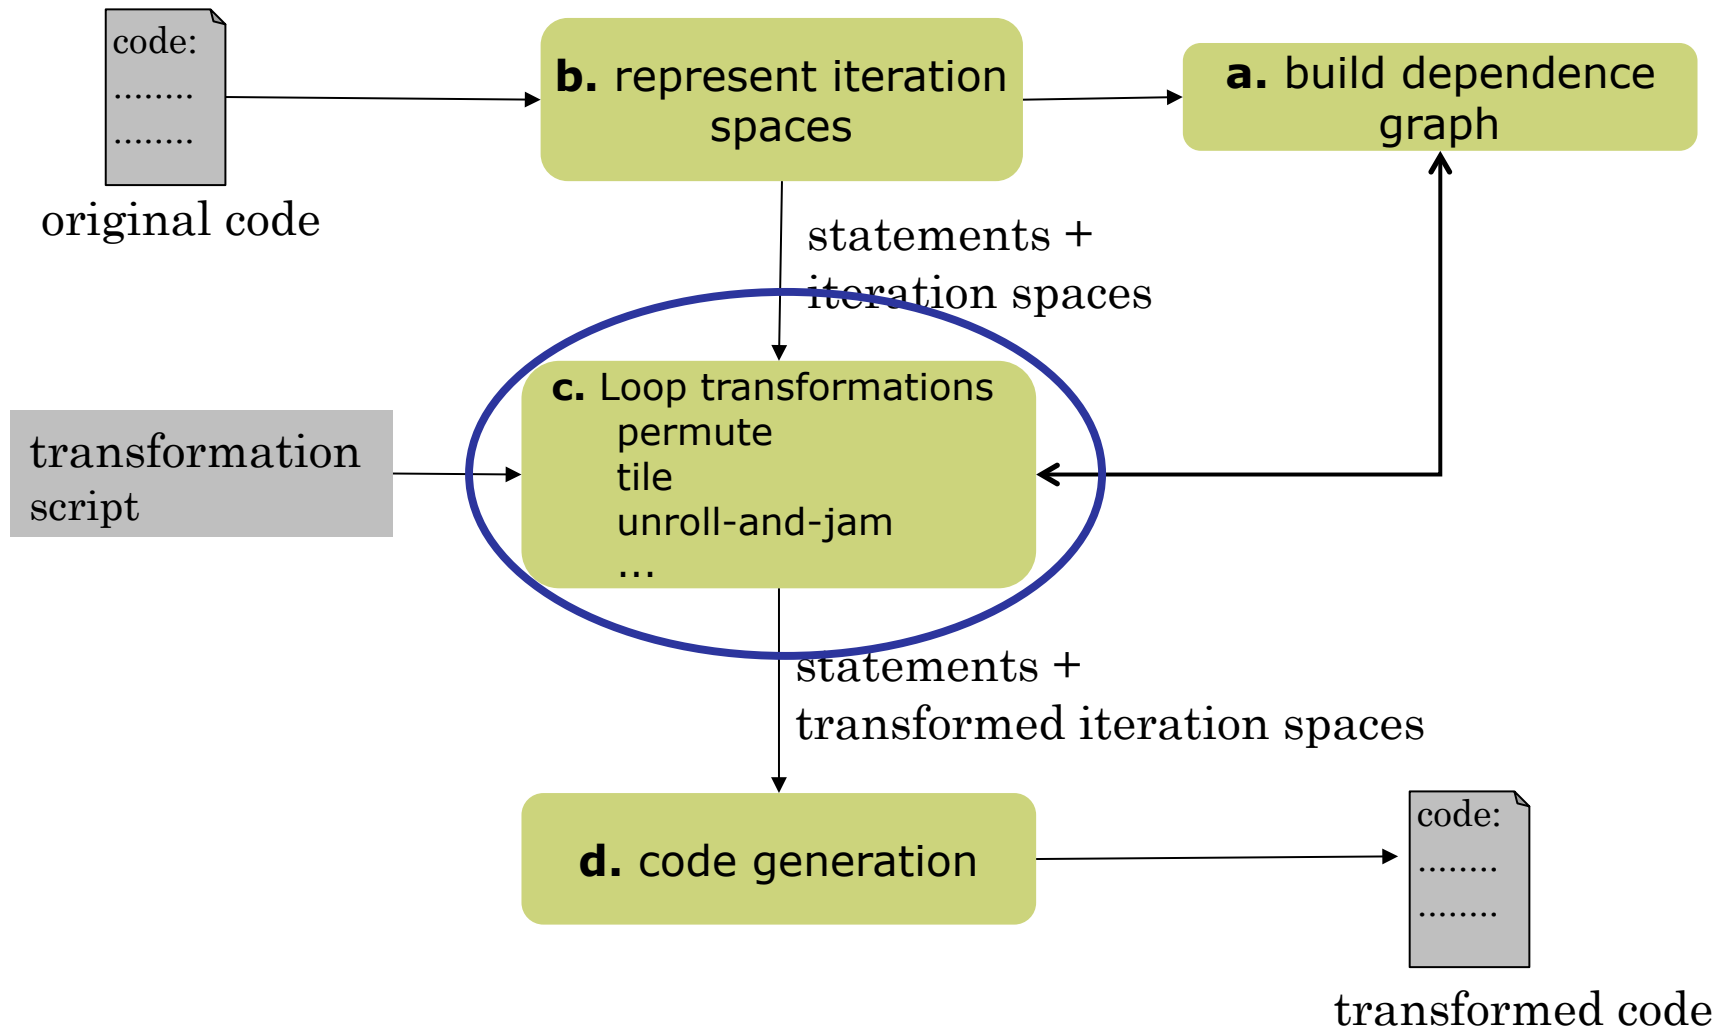 code:
........
........
original code
b. represent iteration
spaces
a. build dependence
graph
statements +
iteration spaces
transformation
script
c. Loop transformations
permute
tile
unroll-and-jam
...
statements +
transformed iteration spaces
d. code generation
code:
........
........
transformed code